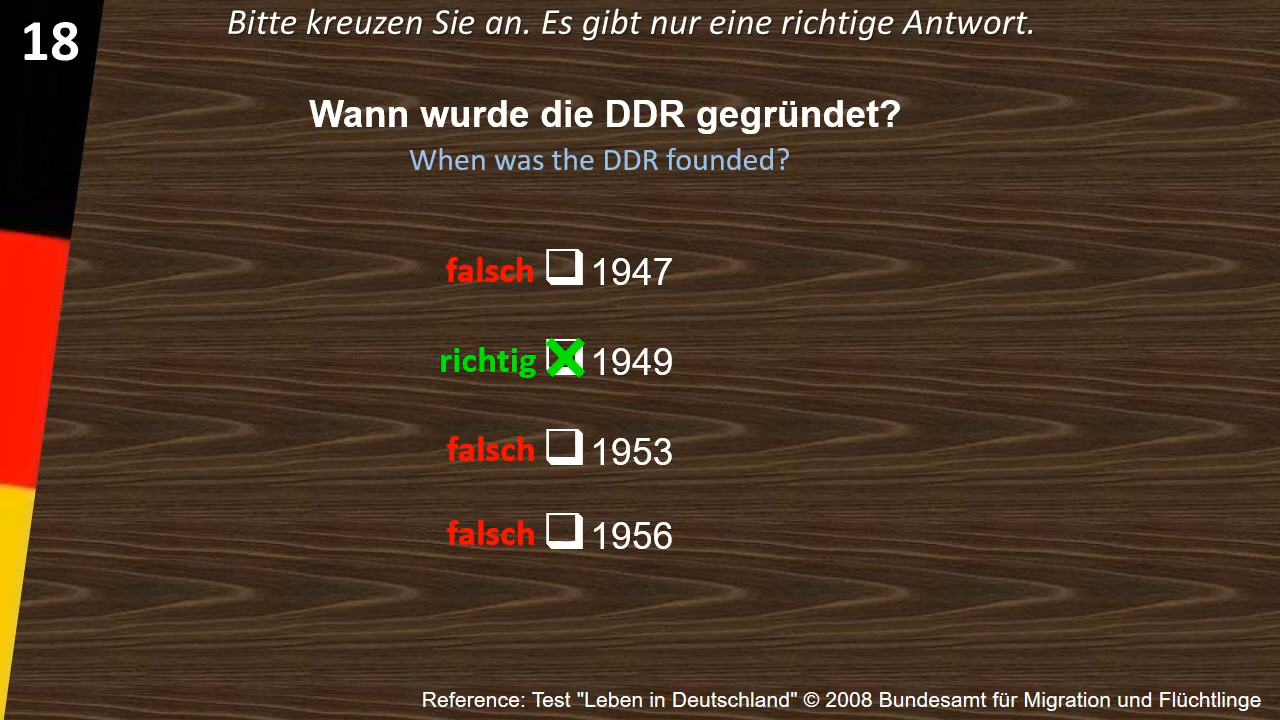 18
Bitte kreuzen Sie an. Es gibt nur eine richtige Antwort.
Wann wurde die DDR gegründet?
When was the DDR founded?
falsch 1947
richtig 1949
falsch 1953
falsch 1956
Reference: Test "Leben in Deutschland" © 2008 Bundesamt für Migration und Flüchtlinge